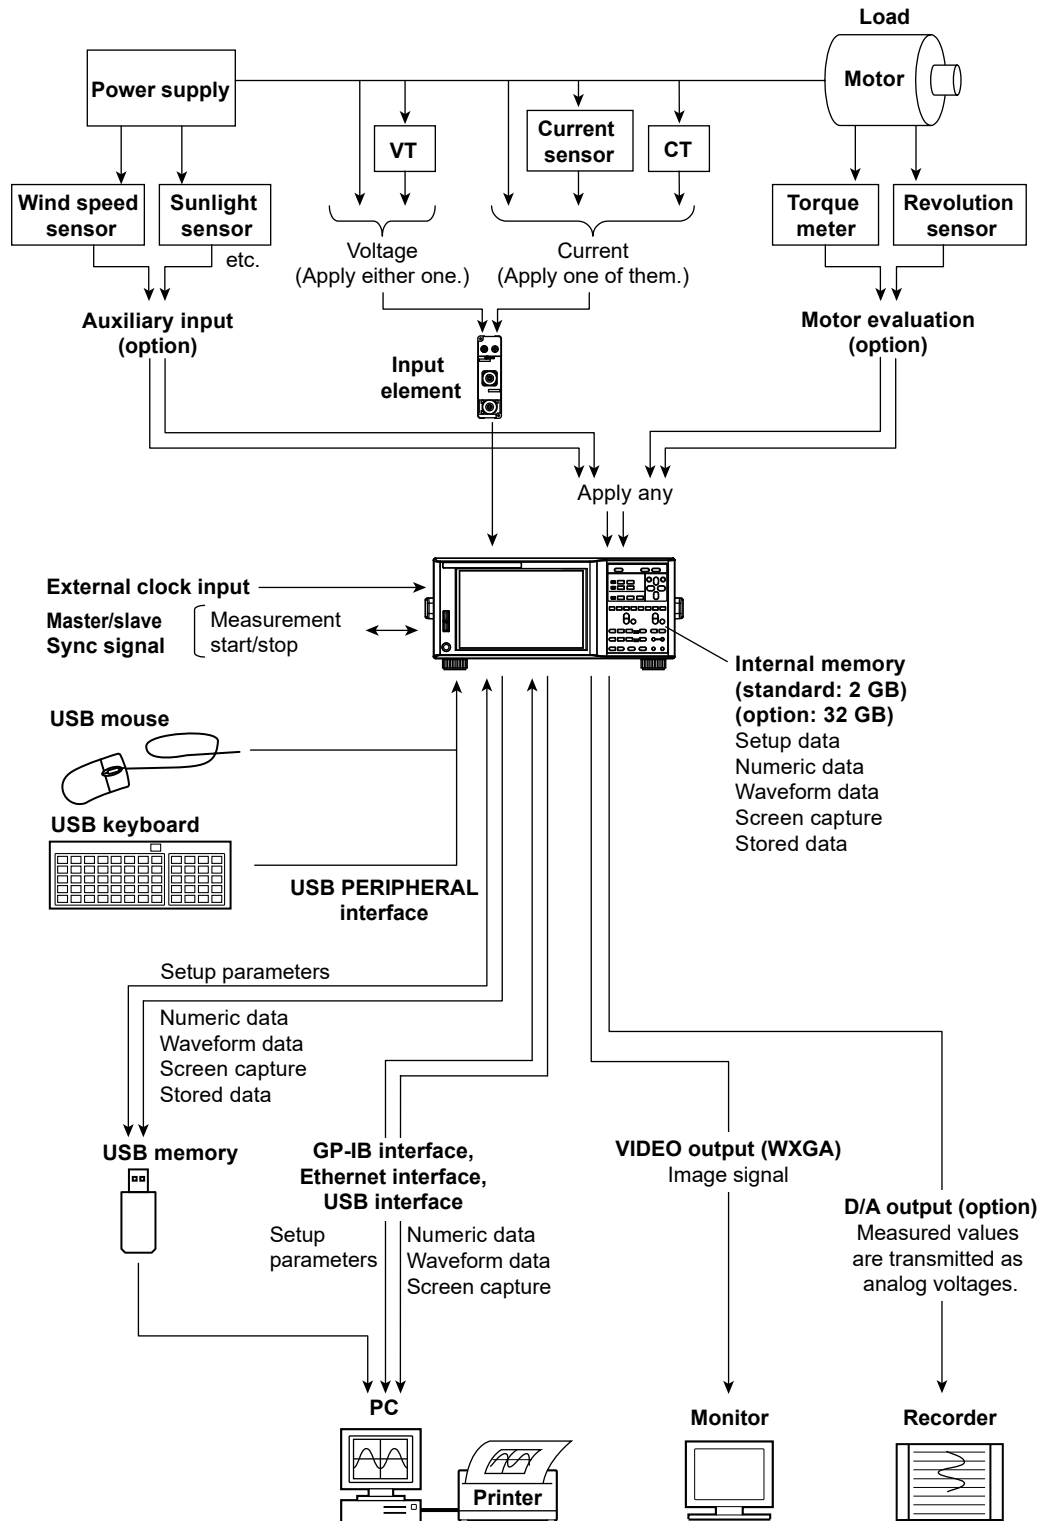 Load
Power supply
Motor
VT
Current
sensor
CT
Wind speed
sensor
Sunlight
sensor
etc.
Torque
meter
Revolution
sensor
Voltage
(Apply either one.)
Current
(Apply one of them.)
Auxiliary input
(option)
Motor evaluation
(option)
Input
element
Apply any
External clock input
Master/slave
Sync signal
Measurement
start/stop
Internal memory
(standard: 2 GB)
(option: 32 GB)
Setup data
Numeric data
Waveform data
Screen capture
Stored data
USB mouse
USB keyboard
USB PERIPHERAL
interface
Setup parameters
Numeric data
Waveform data
Screen capture
Stored data
USB memory
GP-IB interface,
Ethernet interface,
USB interface
Setup
parameters
Numeric data
Waveform data
Screen capture
VIDEO output (WXGA)
Image signal
D/A output (option)
Measured values
are transmitted as
analog voltages.
PC
Printer
Monitor
Recorder